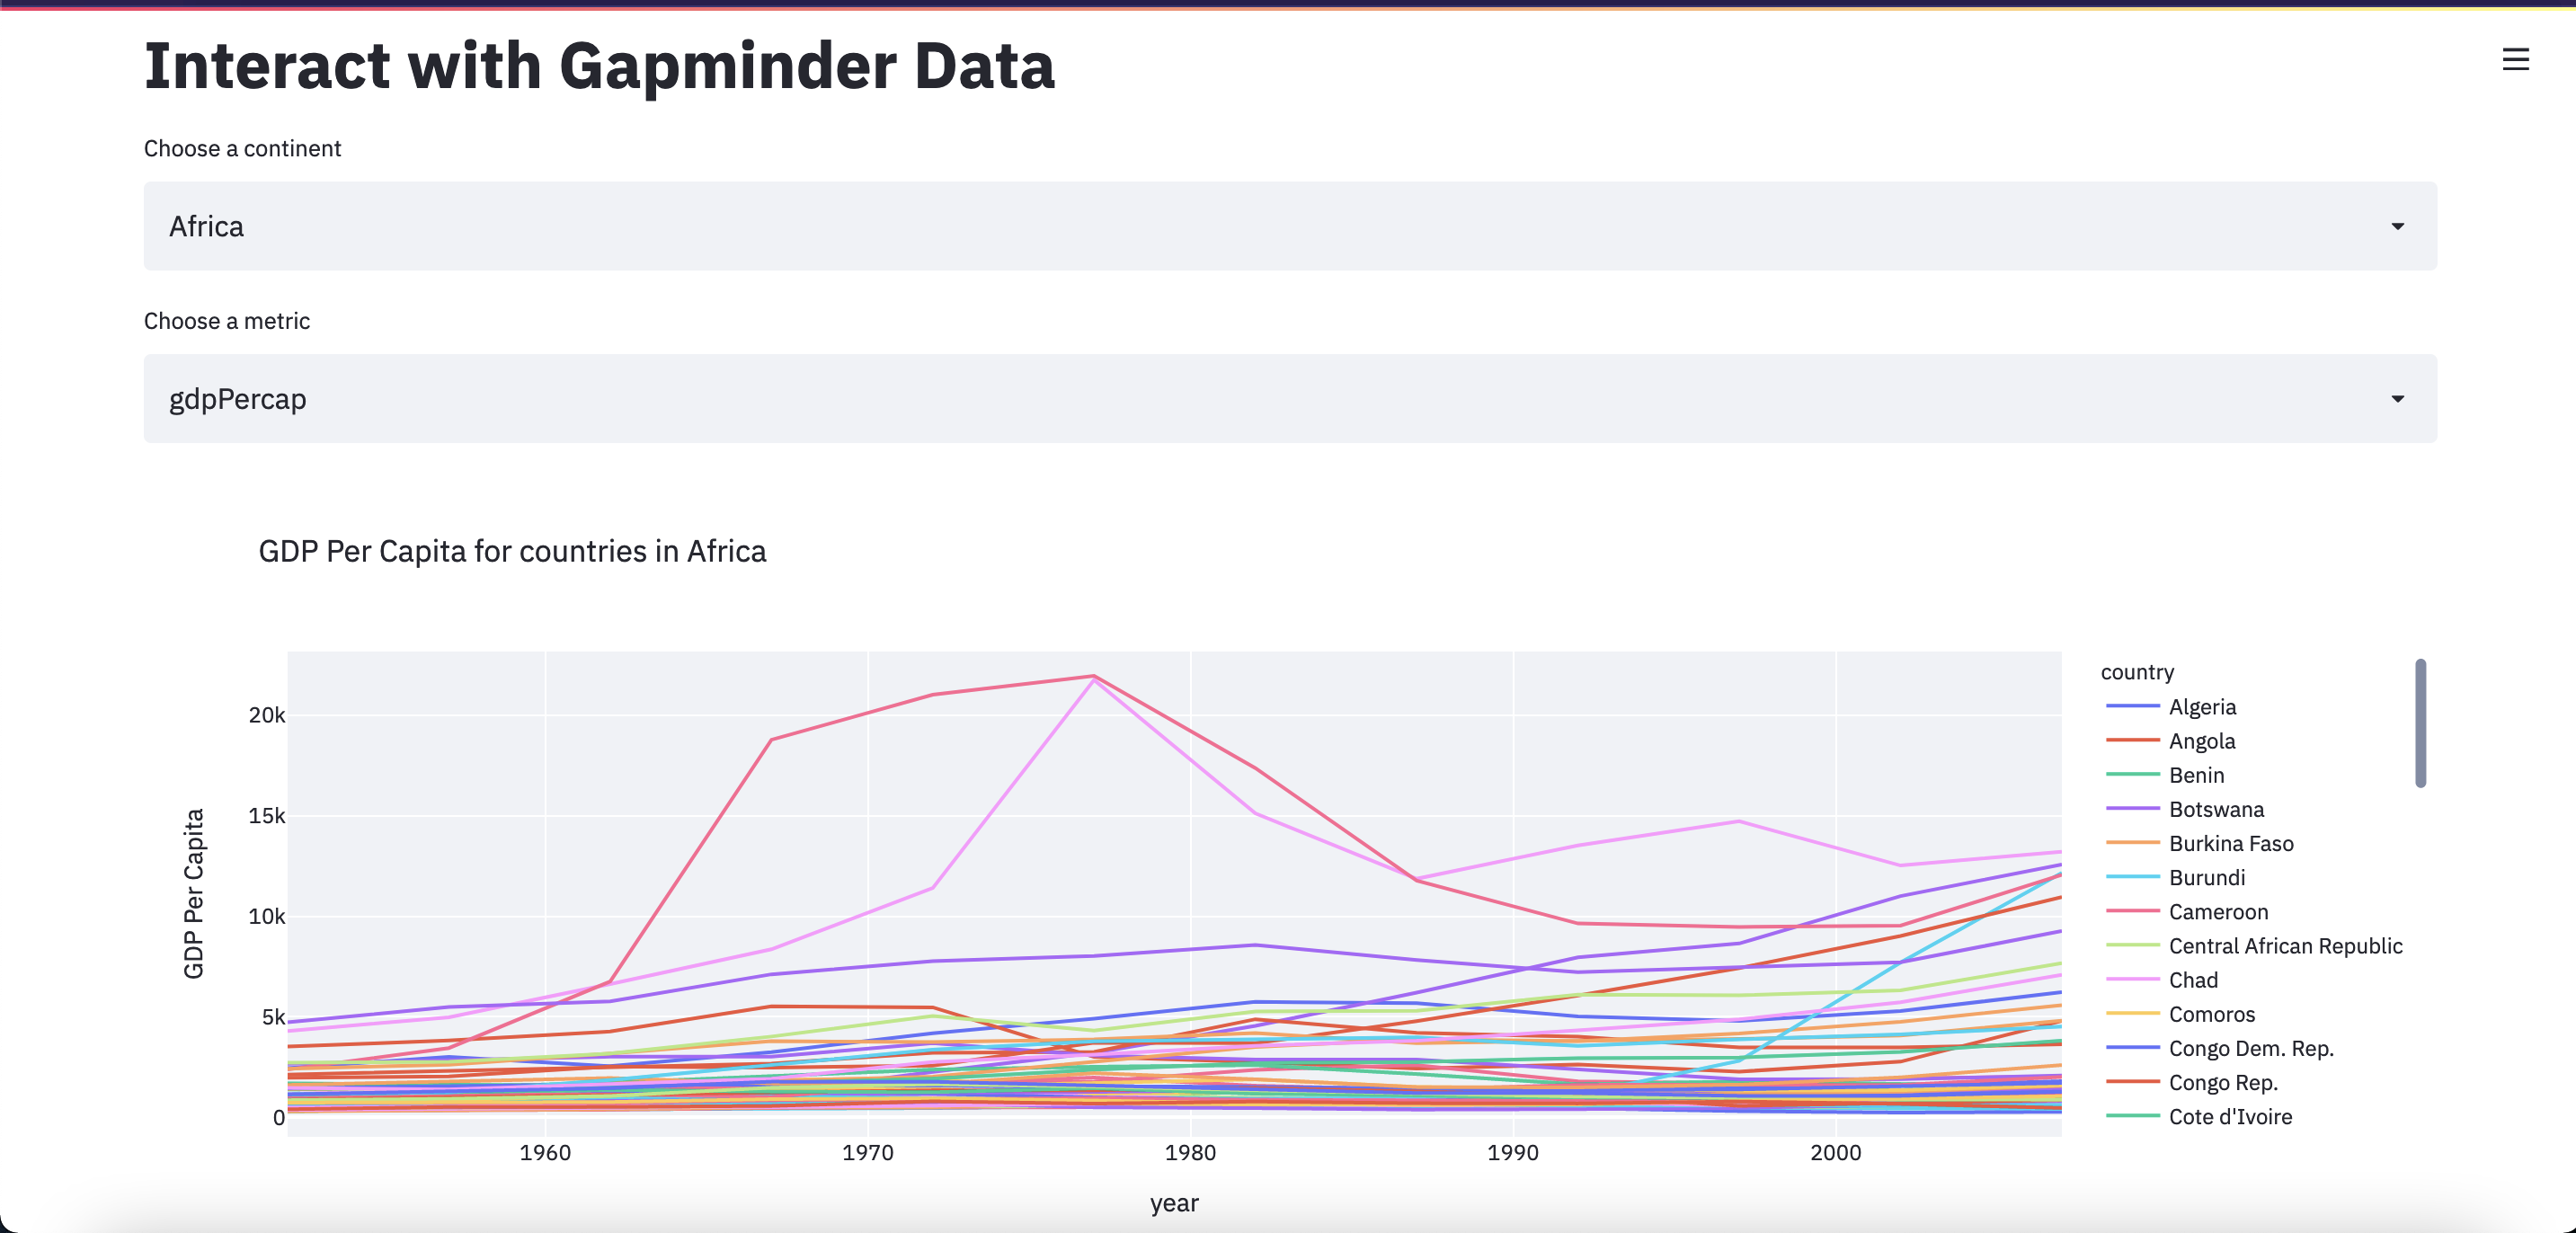 Interact with Gapminder Data
Choose a continent
Africa
Choose a metric
gdpPercap
GDP Per Capita for countries in Africa
GDP Per Capita
20k
15k
10k
5k
0
1960
1970
1980
1990
2000
year
country
Algeria
Angola
Benin
Botswana
Burkina Faso
Burundi
Cameroon
Central African Republic
Chad
Comoros
Congo Dem. Rep.
Congo Rep.
Cote d'Ivoire